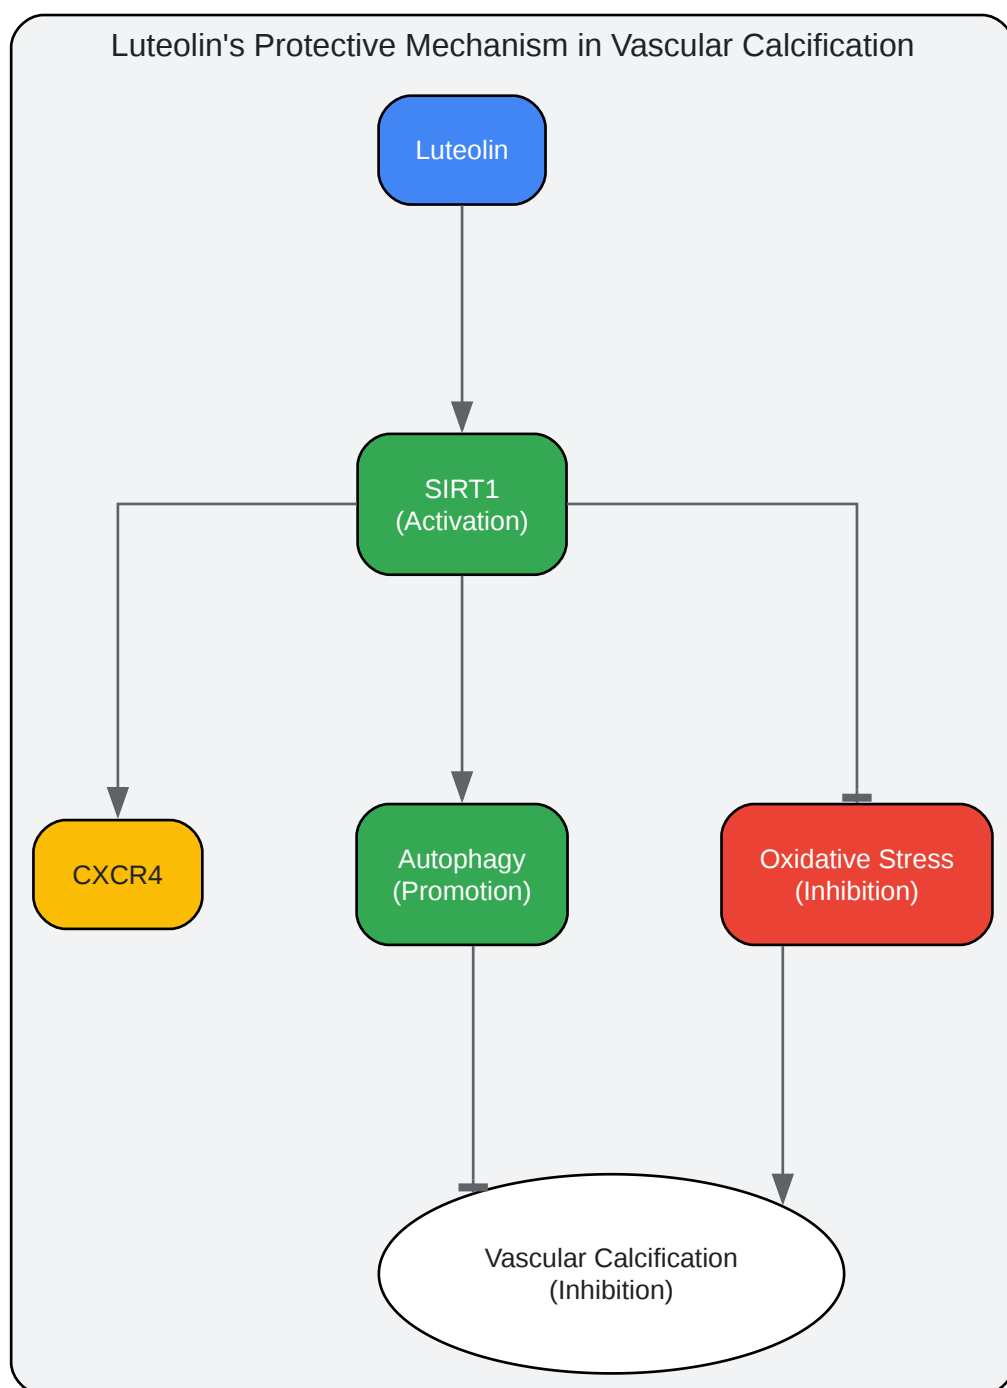 Luteolin's Protective Mechanism in Vascular Calcification
Luteolin
SIRT1
(Activation)
CXCR4
Autophagy
(Promotion)
Oxidative Stress
(Inhibition)
Vascular Calcification
(Inhibition)